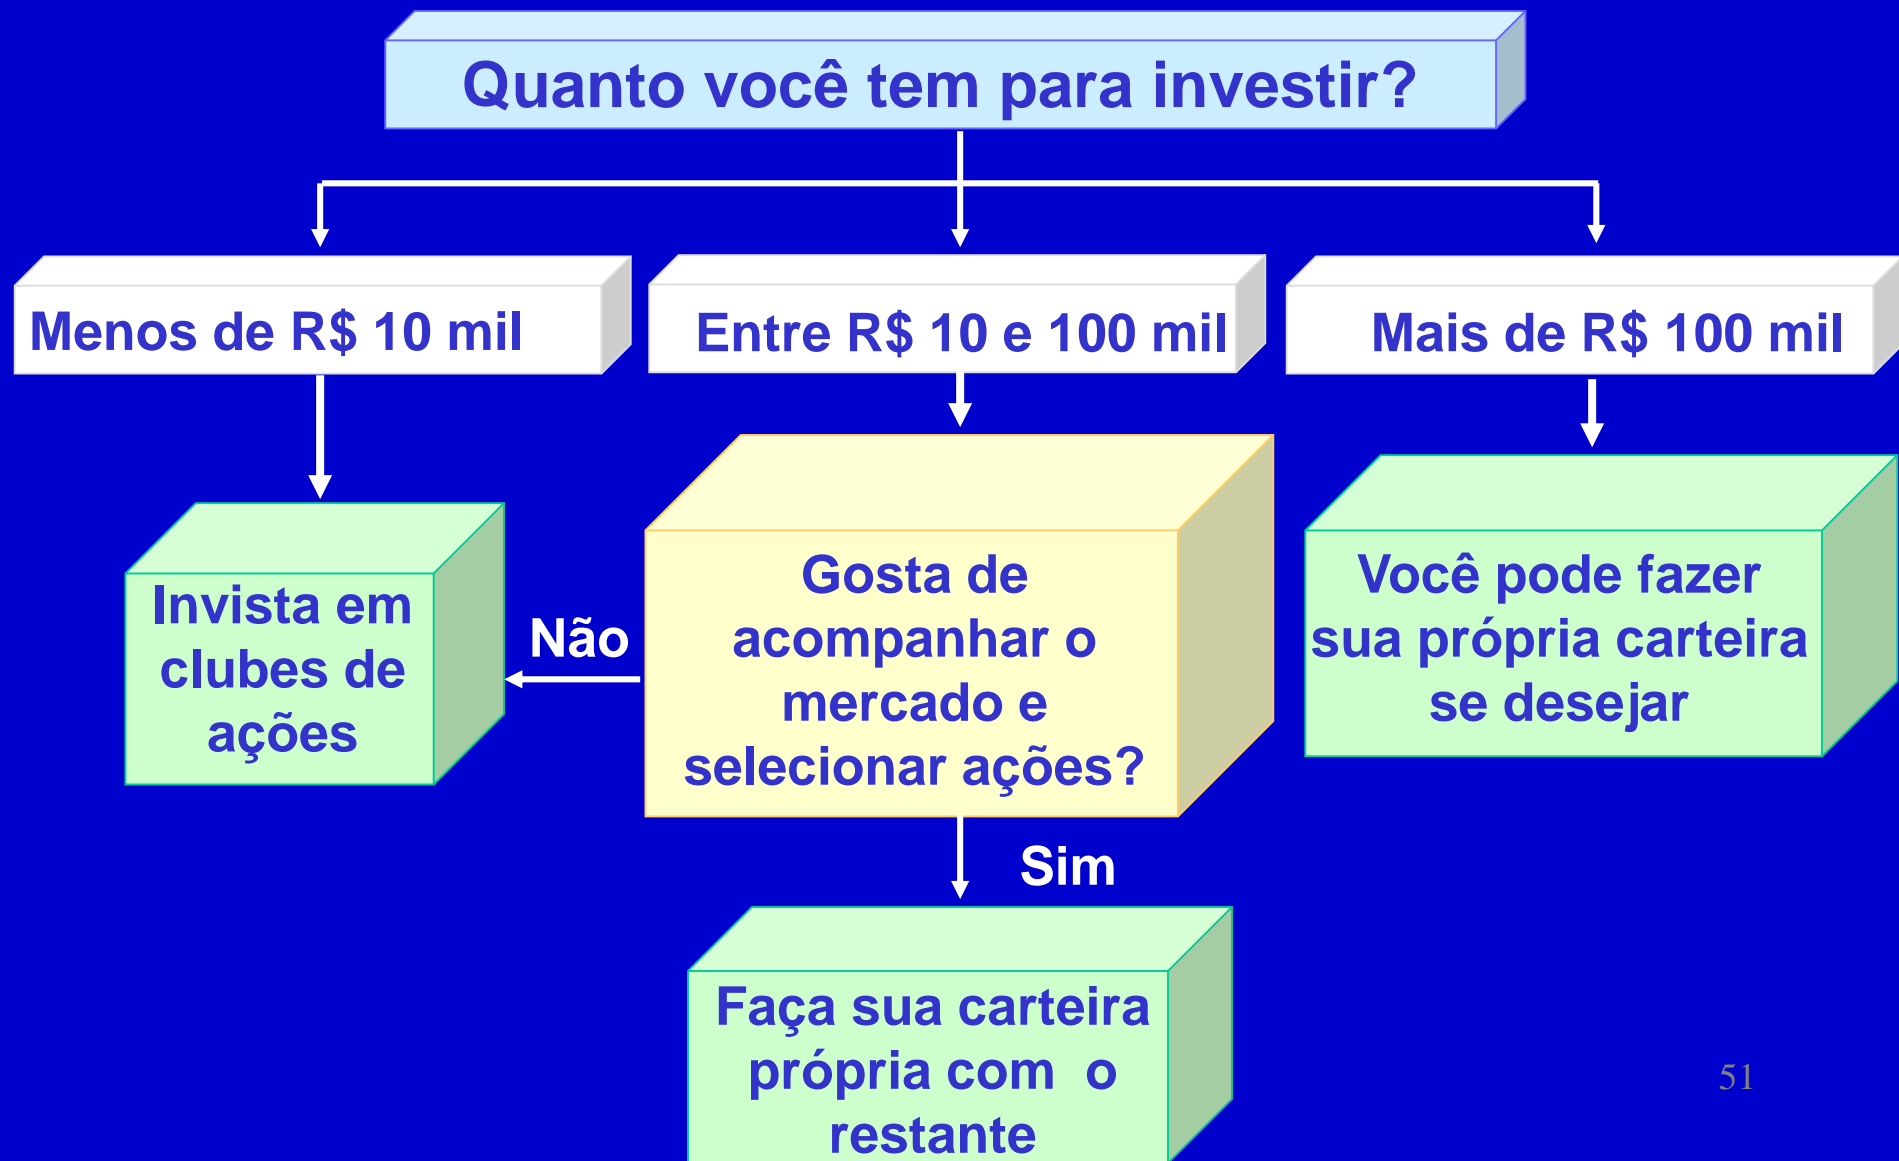 Quanto você tem para investir?
Menos de R$ 10 mil
Entre R$ 10 e 100 mil
Mais de R$ 100 mil
Invista em
clubes de
ações
Não
Gosta de
acompanhar o
mercado e
selecionar ações?
Você pode fazer
sua própria carteira
se desejar
Sim
Faça sua carteira
própria com o
restante
51